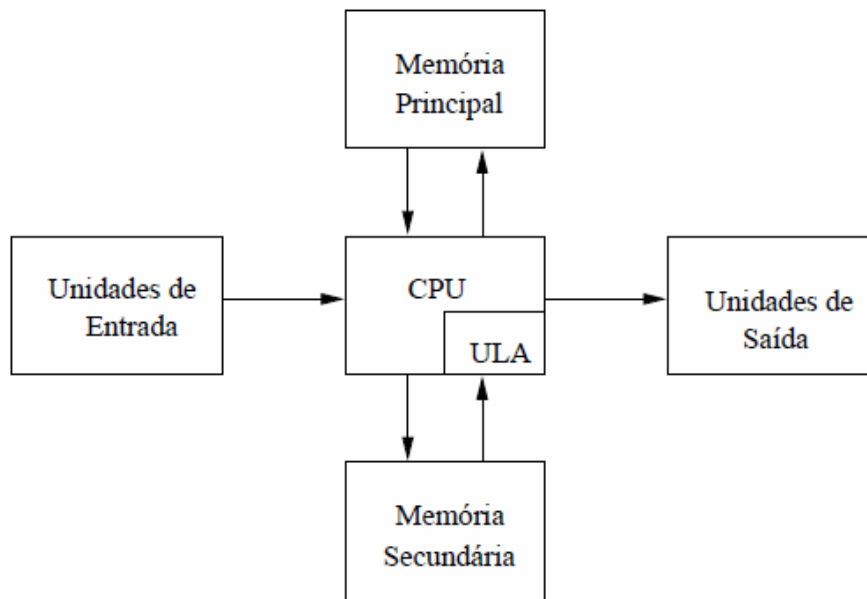 Memória
Principal
Unidades de
Entrada
CPU
ULA
Unidades de
Saída
Memória
Secundária